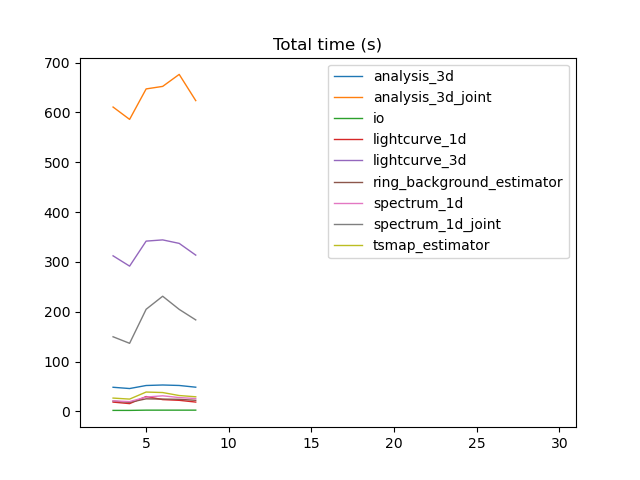 Total time (s)
700
600
500
400
300
200
100
0
5
10
15
20
25
30
analysis_3d
analysis_3d_joint
io
lightcurve_1d
lightcurve_3d
ring_background_estimator
spectrum_1d
spectrum_1d_joint
tsmap_estimator